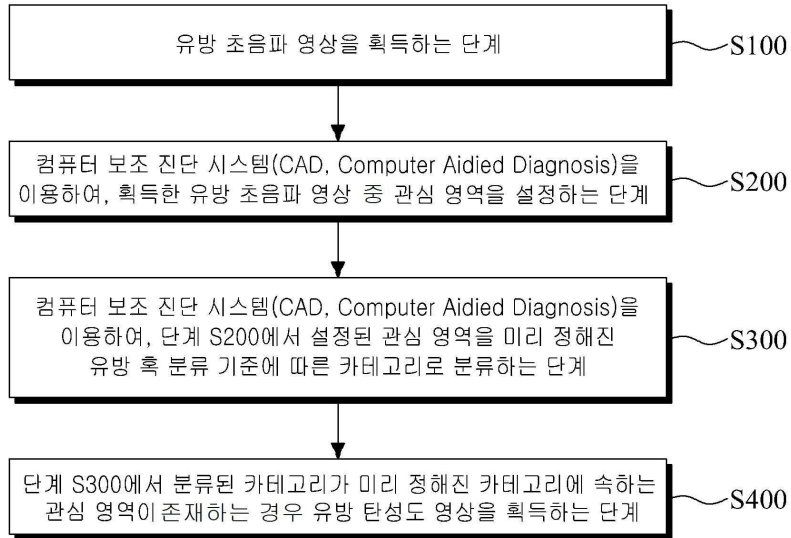 유방 초음파 영상을 획득하는 단계
S100
컴퓨터 보조 진단 시스템(CAD, Computer Aidied Diagnosis)을
이용하여, 획득한 유방 초음파 영상 중 관심 영역을 설정하는 단계
S200
컴퓨터 보조 진단 시스템(CAD, Computer Aidied Diagnosis)을
이용하여, 단계 S200에서 설정된 관심 영역을 미리 정해진
유방 혹 분류 기준에 따른 카테고리로 분류하는 단계
S300
단계 S300에서 분류된 카테고리가 미리 정해진 카테고리에 속하는
관심 영역이 존재하는 경우 유방 탄성도 영상을 획득하는 단계
S400